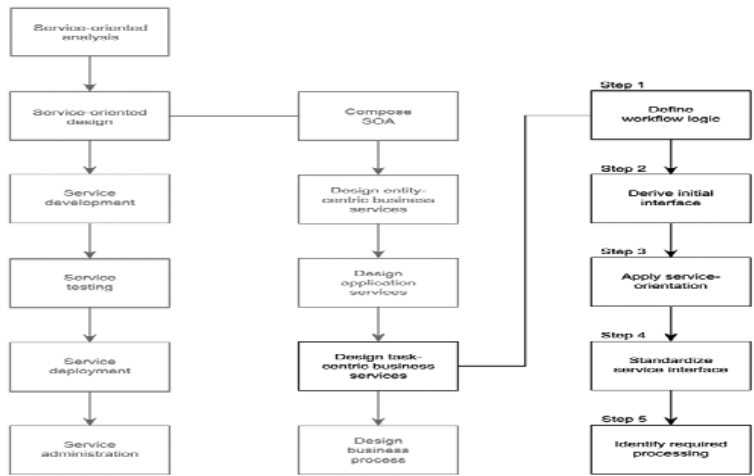 Service-oriented
analysis
Service-oriented
design
Service
development
Service
testing
Service
deployment
Service
administration
Compose
SOA
Design entity-
centric business
services
Design
application
services
Design task-
centric business
services
Design
business
process
Step 1
Define
workflow logic
Step 2
Derive initial
interface
Step 3
Apply service-
orientation
Step 4
Standardize
service interface
Step 5
Identify required
processing